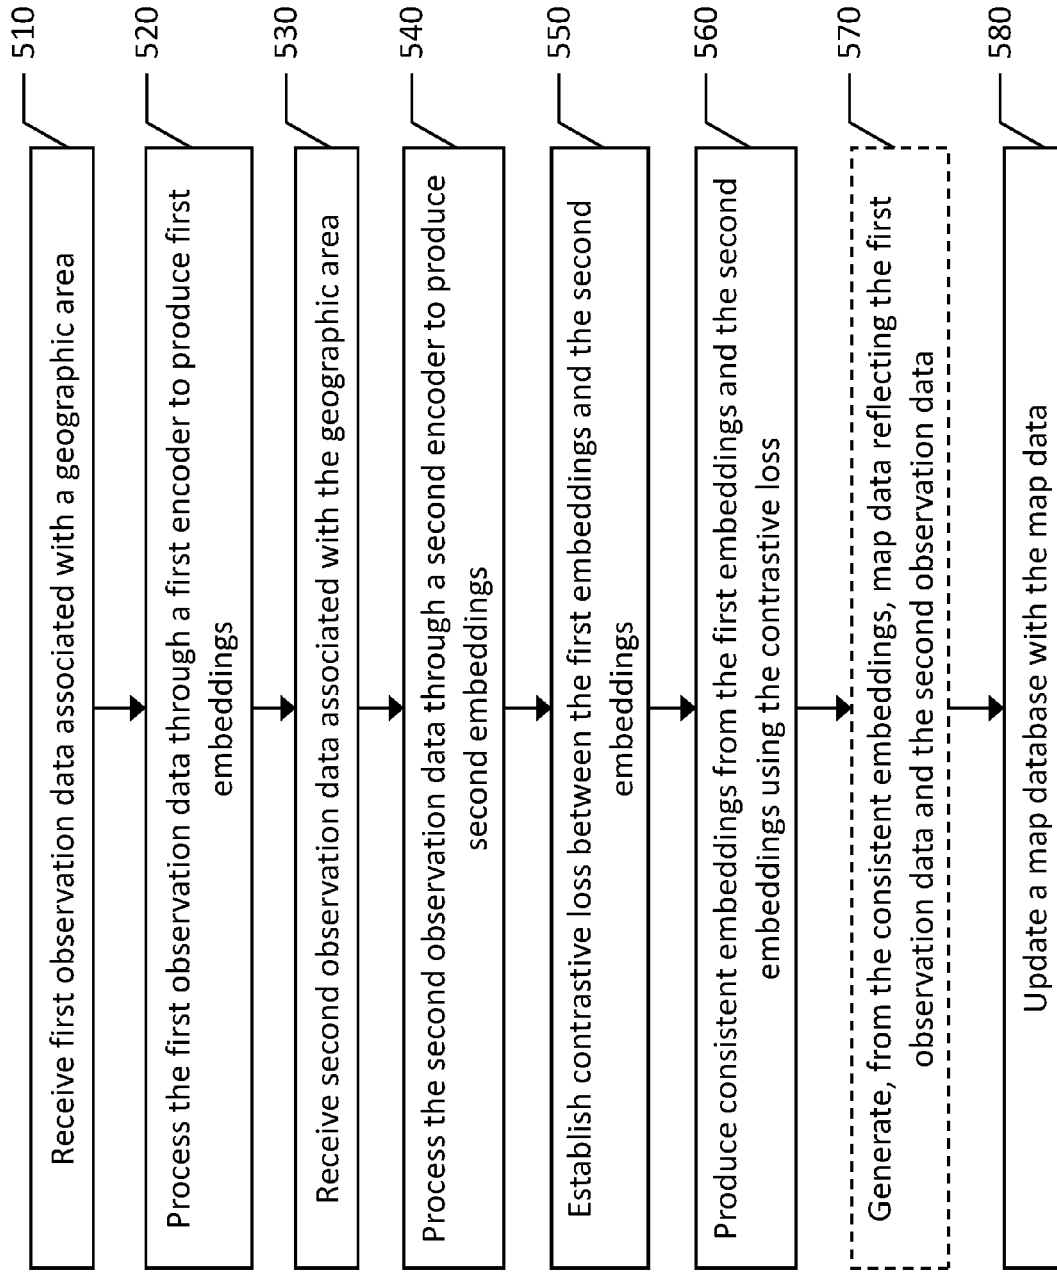 510
Receive first observation data associated with a geographic area
520
Process the first observation data through a first encoder to produce first
embeddings
530
Receive second observation data associated with the geographic area
540
Process the second observation data through a second encoder to produce
second embeddings
550
Establish contrastive loss between the first embeddings and the second
embeddings
560
Produce consistent embeddings from the first embeddings and the second
embeddings using the contrastive loss
570
Generate, from the consistent embeddings, map data reflecting the first
observation data and the second observation data
580
Update a map database with the map data